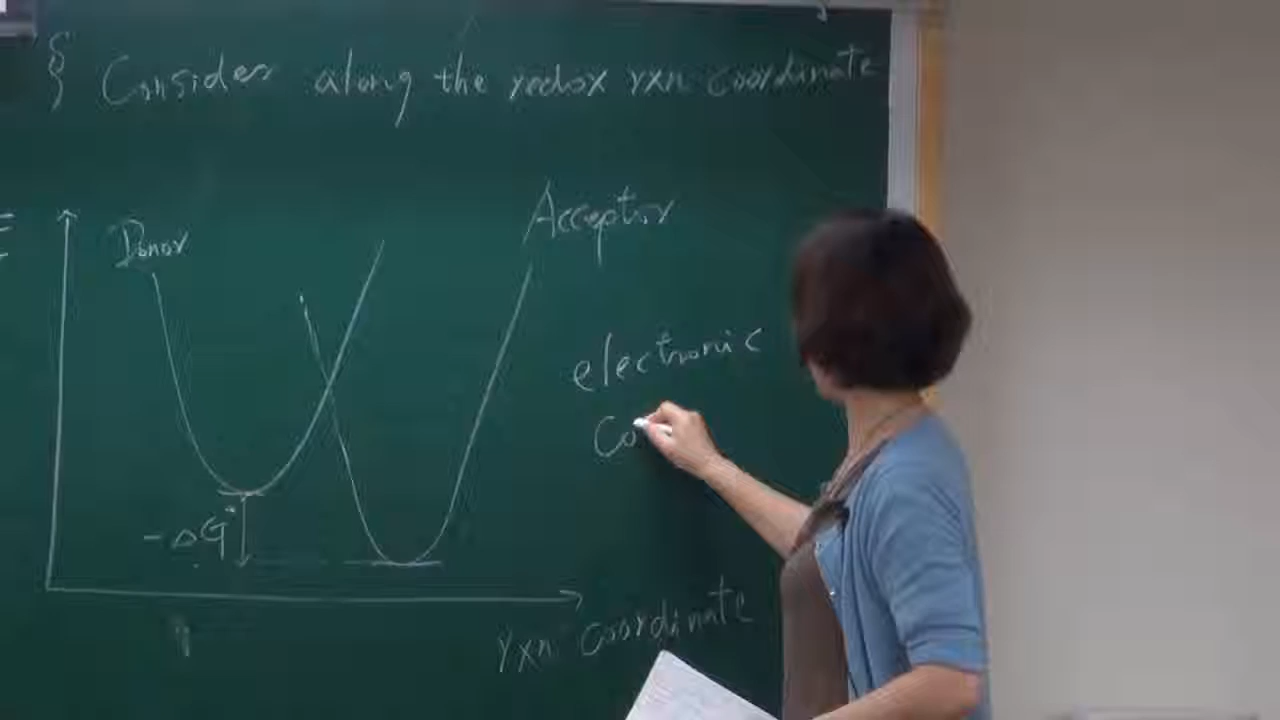 § Consider along the redox rxn coordinate
E
Donor
Acceptor
electronic
Co
-ΔG°
rxn coordinate